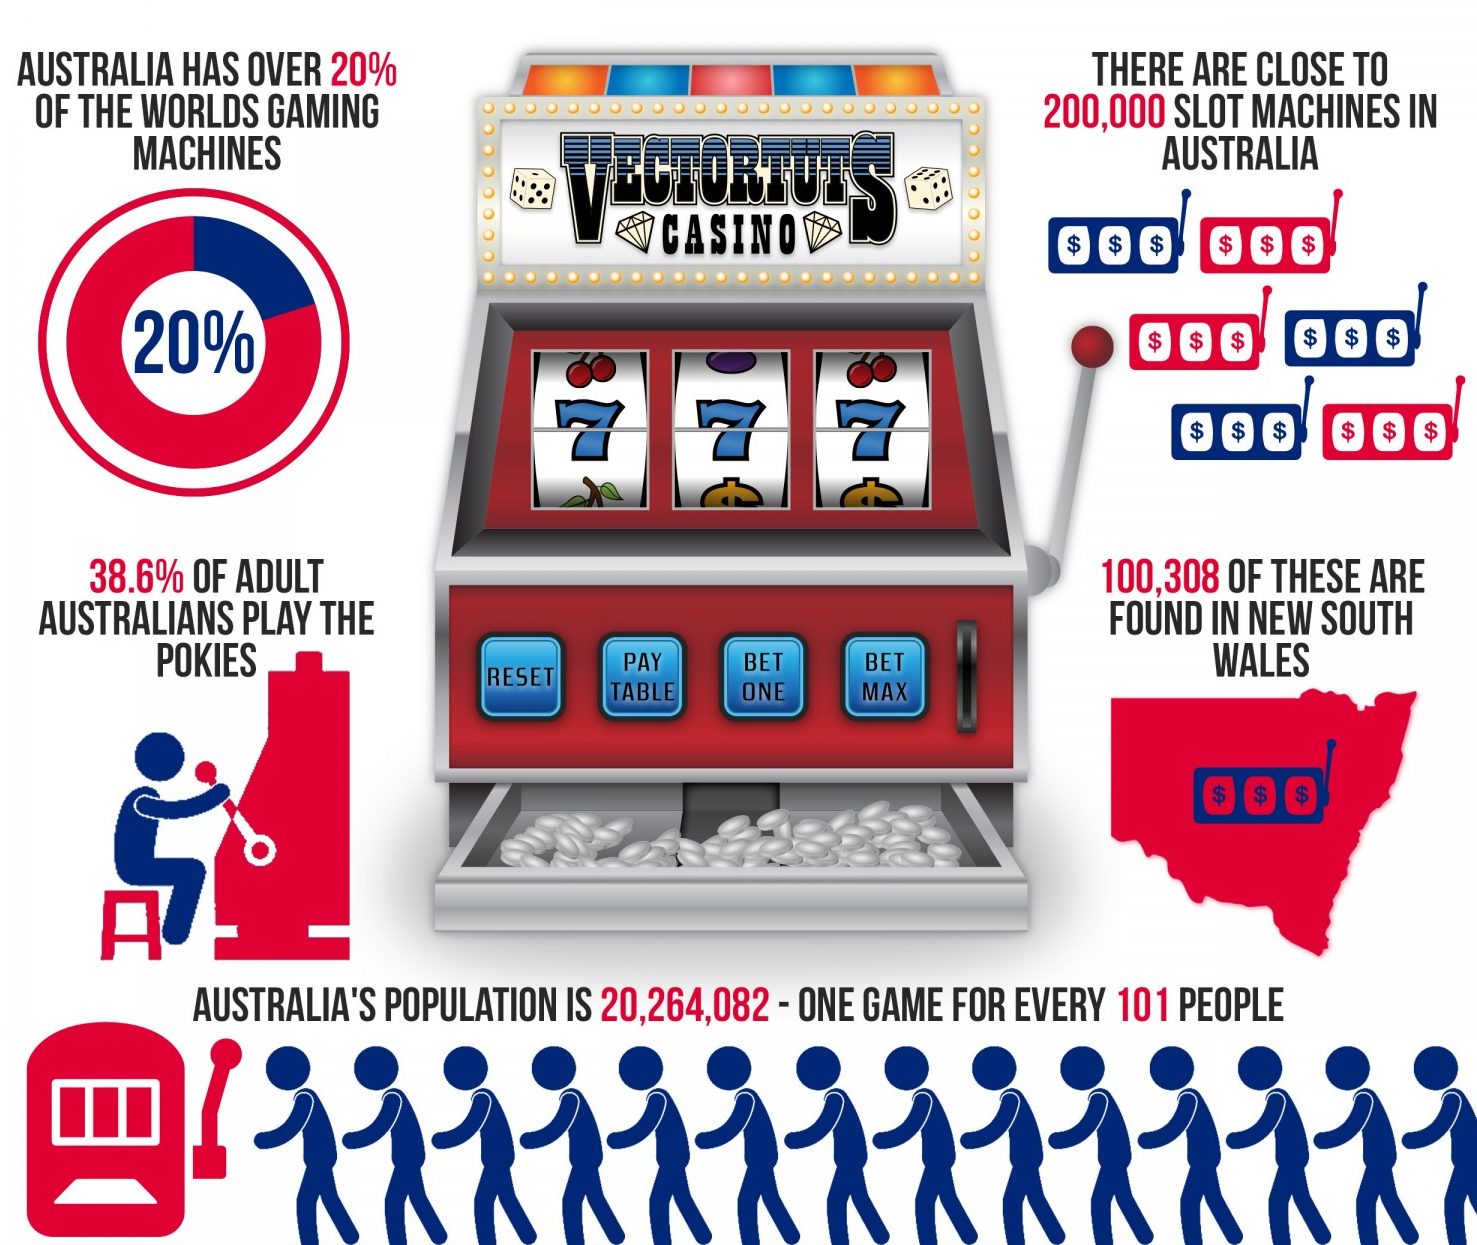 AUSTRALIA HAS OVER 20%
OF THE WORLDS GAMING
MACHINES
20%
38.6% OF ADULT
AUSTRALIANS PLAY THE
POKIES
VECTORTUTS
CASINO
7 7 7
$ $
RESET
PAY
TABLE
BET
ONE
BET
MAX
THERE ARE CLOSE TO
200,000 SLOT MACHINES IN
AUSTRALIA
$ $ $ $ $ $
$ $ $ $ $ $
$ $ $ $ $ $
100,308 OF THESE ARE
FOUND IN NEW SOUTH
WALES
$ $ $
AUSTRALIA'S POPULATION IS 20,264,082 - ONE GAME FOR EVERY 101 PEOPLE